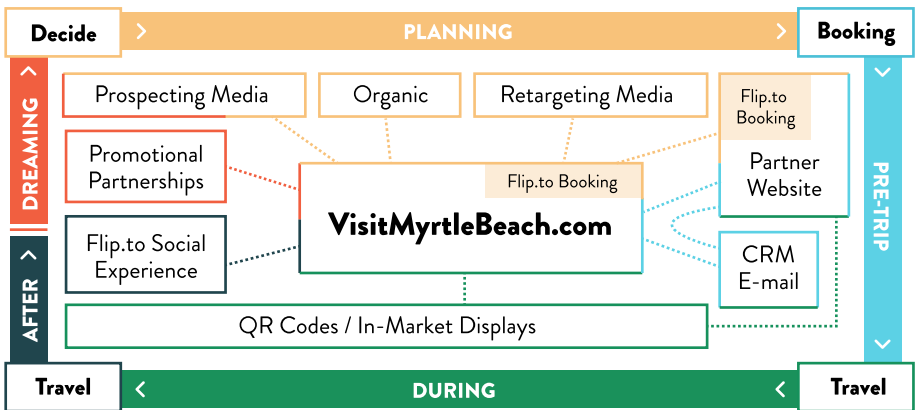 Decide
PLANNING
Booking
DREAMING
Prospecting Media
Organic
Retargeting Media
Flip.to
Booking
Partner
Website
Promotional
Partnerships
Flip.to Booking
VisitMyrtleBeach.com
PRE-TRIP
Flip.to Social
Experience
CRM
E-mail
AFTER
QR Codes / In-Market Displays
Travel
DURING
Travel